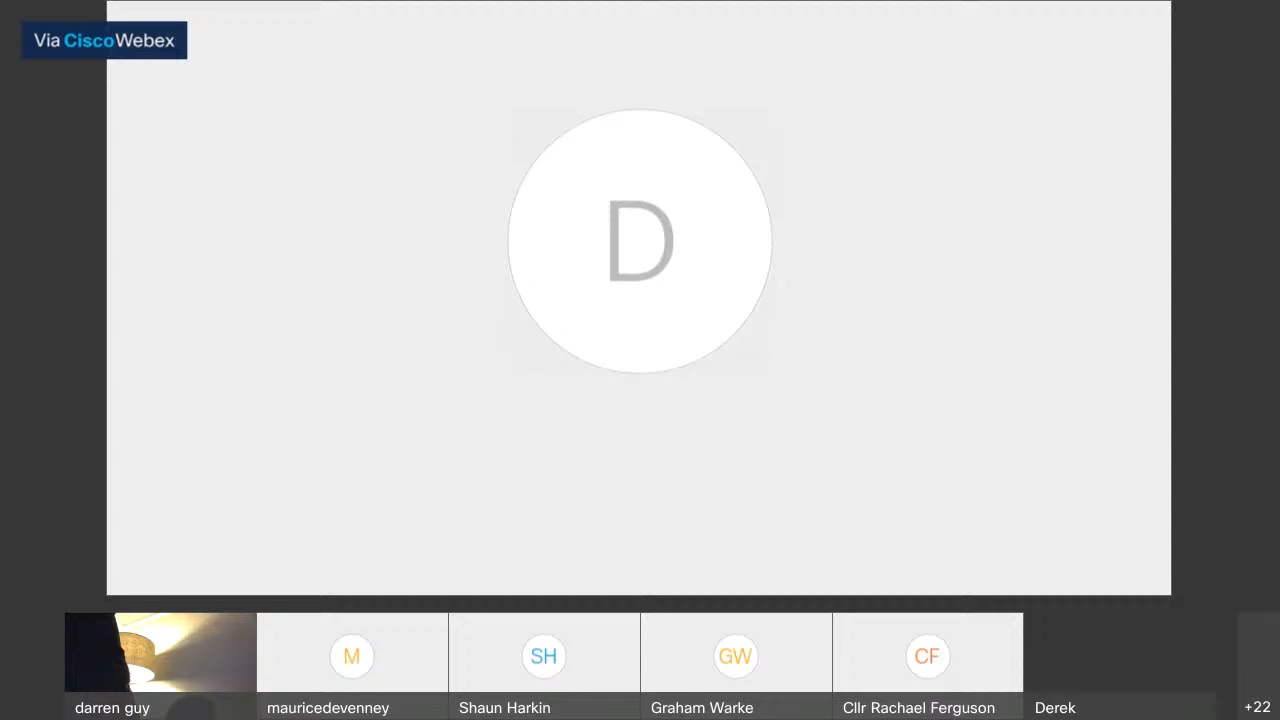 Via CiscoWebex
D
M
SH
GW
CF
darren guy
mauricedevenney
Shaun Harkin
Graham Warke
Cllr Rachael Ferguson
Derek
+22